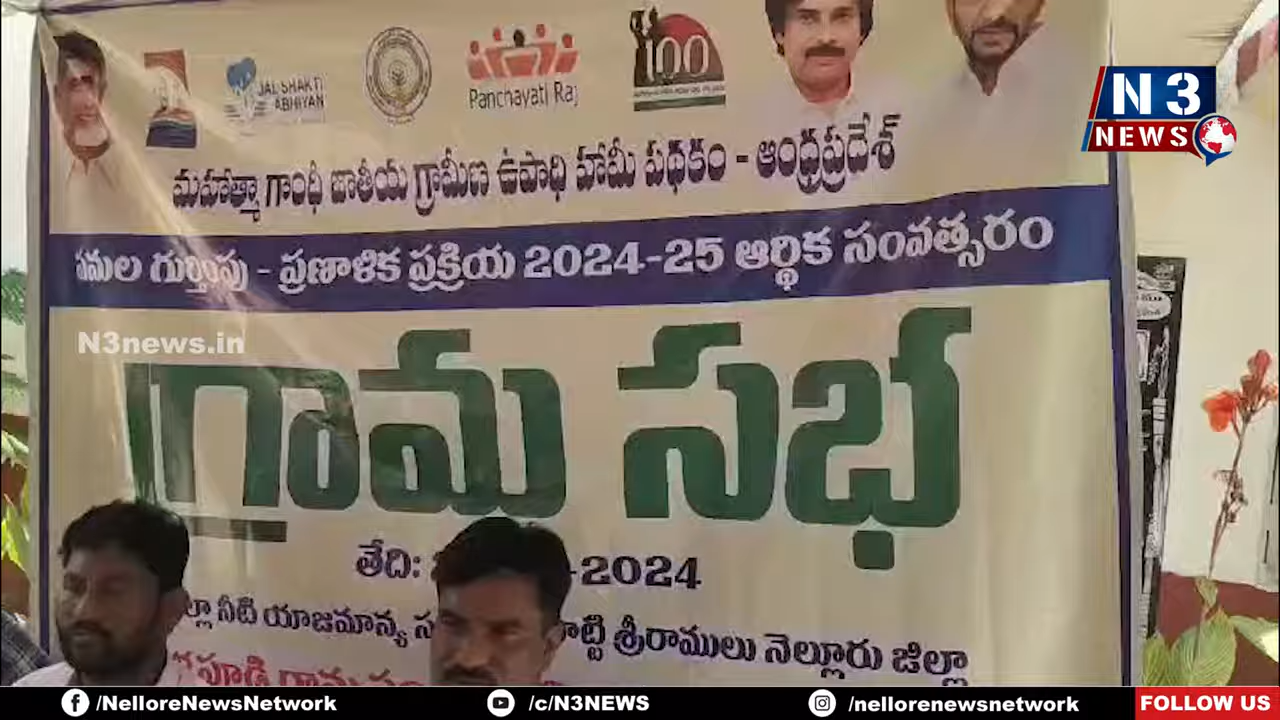 JAL SHAKTI
ABHIYAN
Panchayati Raj
100
N3
NEWS
మహాత్మా గాంధీ జాతీయ గ్రామీణ ఉపాధి హామీ పథకం - ఆంధ్రప్రదేశ్
పనుల గుర్తింపు - ప్రణాళిక ప్రక్రియ 2024-25 ఆర్థిక సంవత్సరం
N3news.in
గ్రామ సభ
తేది: -2024
నీటి యాజమాన్య శ్రీరాములు నెల్లూరు జిల్లా
/NelloreNewsNetwork
/c/N3NEWS
/nellorenewsnetwork
FOLLOW US